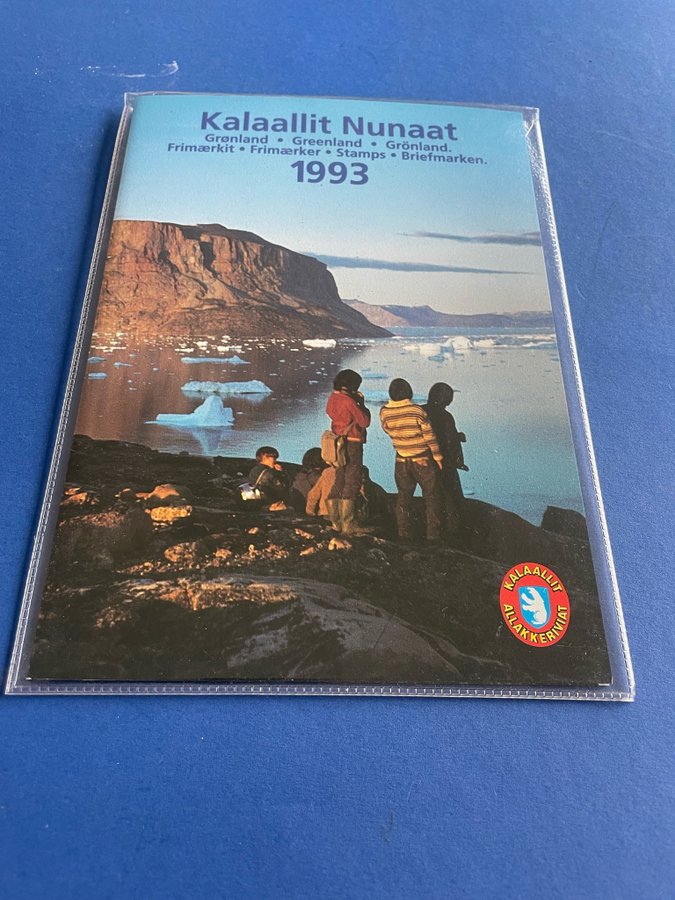 Kalaallit Nunaat
Grønland • Greenland • Grönland.
Frimærkit • Frimærker • Stamps • Briefmarken.
1993
KALAALLIT
ALLAKKERIVIAT